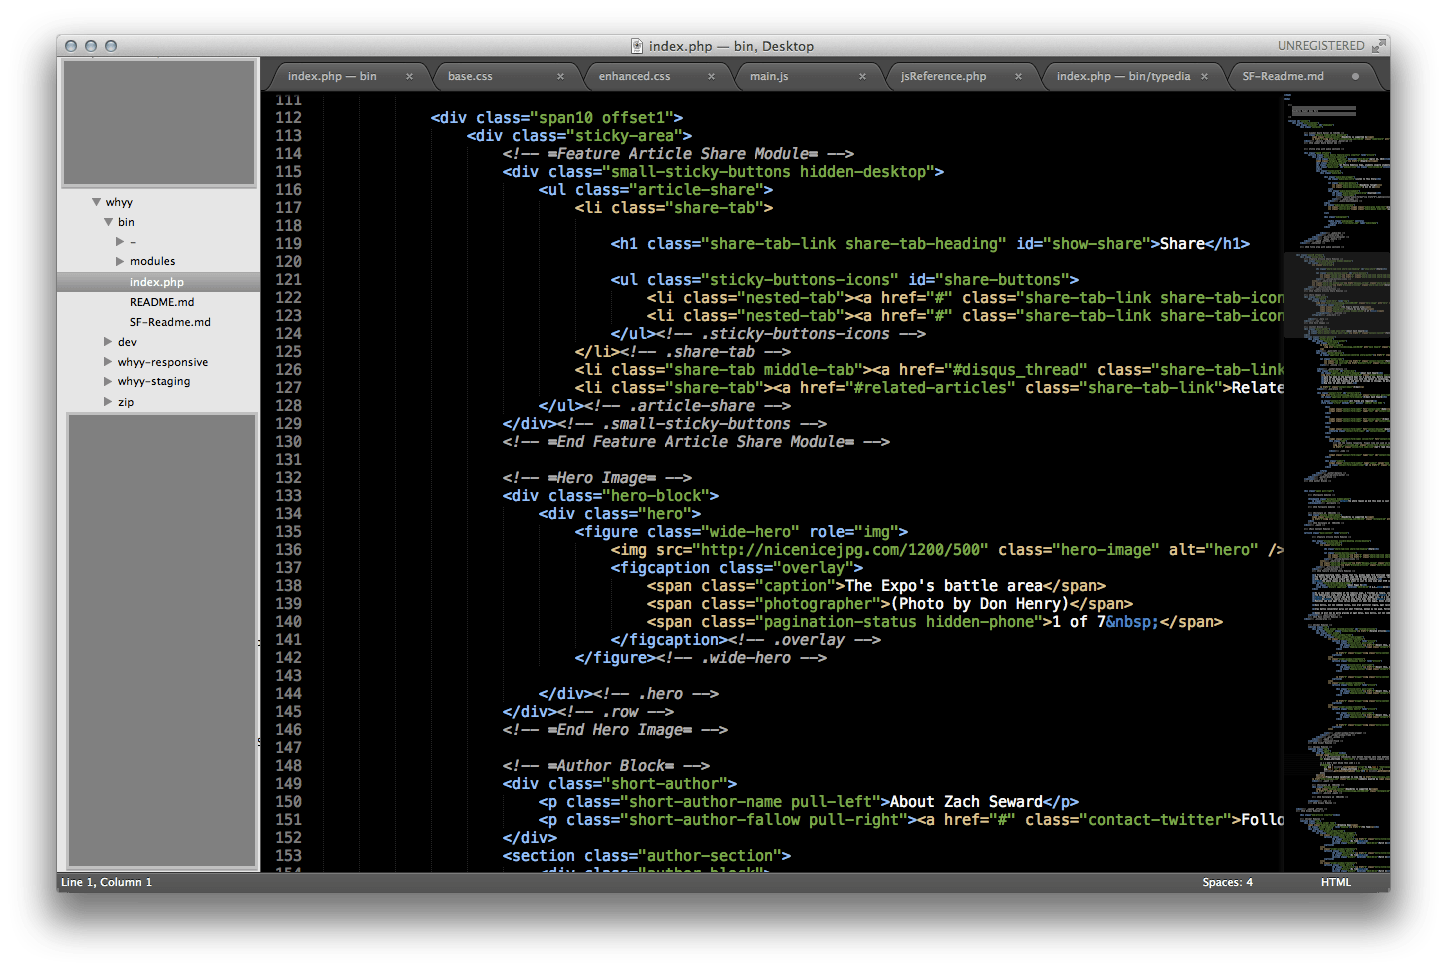 index.php — bin, Desktop
UNREGISTERED
index.php — bin ×
base.css ×
enhanced.css ×
main.js ×
jsReference.php ×
index.php — bin/typedia ×
SF-Readme.md
whyy
bin
–
modules
index.php
README.md
SF-Readme.md
dev
whyy-responsive
whyy-staging
zip
111
112 <div class="span10 offset1">
113 <div class="sticky-area">
114 <!-- =Feature Article Share Module= -->
115 <div class="small-sticky-buttons hidden-desktop">
116 <ul class="article-share">
117 <li class="share-tab">
118
119 <h1 class="share-tab-link share-tab-heading" id="show-share">Share</h1>
120
121 <ul class="sticky-buttons-icons" id="share-buttons">
122 <li class="nested-tab"><a href="#" class="share-tab-link share-tab-icon
123 <li class="nested-tab"><a href="#" class="share-tab-link share-tab-icon
124 </ul><!-- .sticky-buttons-icons -->
125 </li><!-- .share-tab -->
126 <li class="share-tab middle-tab"><a href="#disqus_thread" class="share-tab-link
127 <li class="share-tab"><a href="#related-articles" class="share-tab-link">Relate
128 </ul><!-- .article-share -->
129 </div><!-- .small-sticky-buttons -->
130 <!-- =End Feature Article Share Module= -->
131
132 <!-- =Hero Image= -->
133 <div class="hero-block">
134 <div class="hero">
135 <figure class="wide-hero" role="img">
136 <img src="http://nicenicejpg.com/1200/500" class="hero-image" alt="hero" />
137 <figcaption class="overlay">
138 <span class="caption">The Expo's battle area</span>
139 <span class="photographer">(Photo by Don Henry)</span>
140 <span class="pagination-status hidden-phone">1 of 7&nbsp;</span>
141 </figcaption><!-- .overlay -->
142 </figure><!-- .wide-hero -->
143
144 </div><!-- .hero -->
145 </div><!-- .row -->
146 <!-- =End Hero Image= -->
147
148 <!-- =Author Block= -->
149 <div class="short-author">
150 <p class="short-author-name pull-left">About Zach Seward</p>
151 <p class="short-author-fallow pull-right"><a href="#" class="contact-twitter">Follo
152 </div>
153 <section class="author-section">
154 <div class="author-block">
Line 1, Column 1
Spaces: 4
HTML